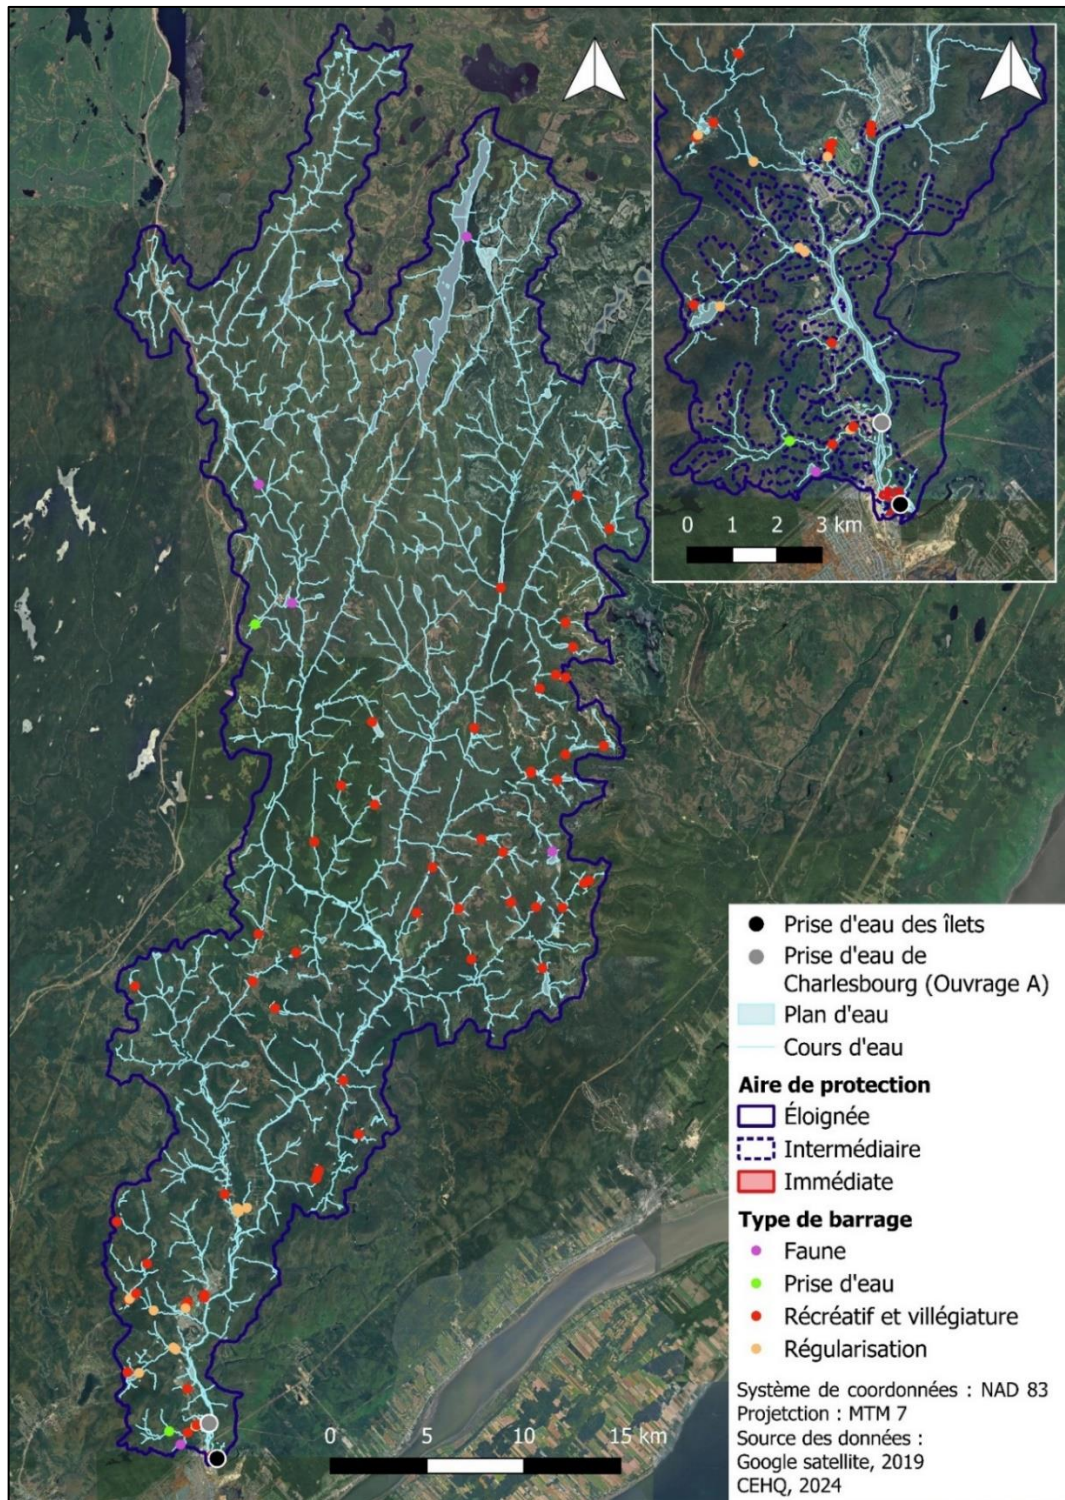 0 1 2 3 km
Prise d'eau des îlets
Prise d'eau de
Charlesbourg (Ouvrage A)
Plan d'eau
Cours d'eau
Aire de protection
Éloignée
Intermédiaire
Immédiate
Type de barrage
Faune
Prise d'eau
Récréatif et villégiature
Régularisation
Système de coordonnées : NAD 83
Projetction : MTM 7
Source des données :
Google satellite, 2019
CEHQ, 2024
0 5 10 15 km